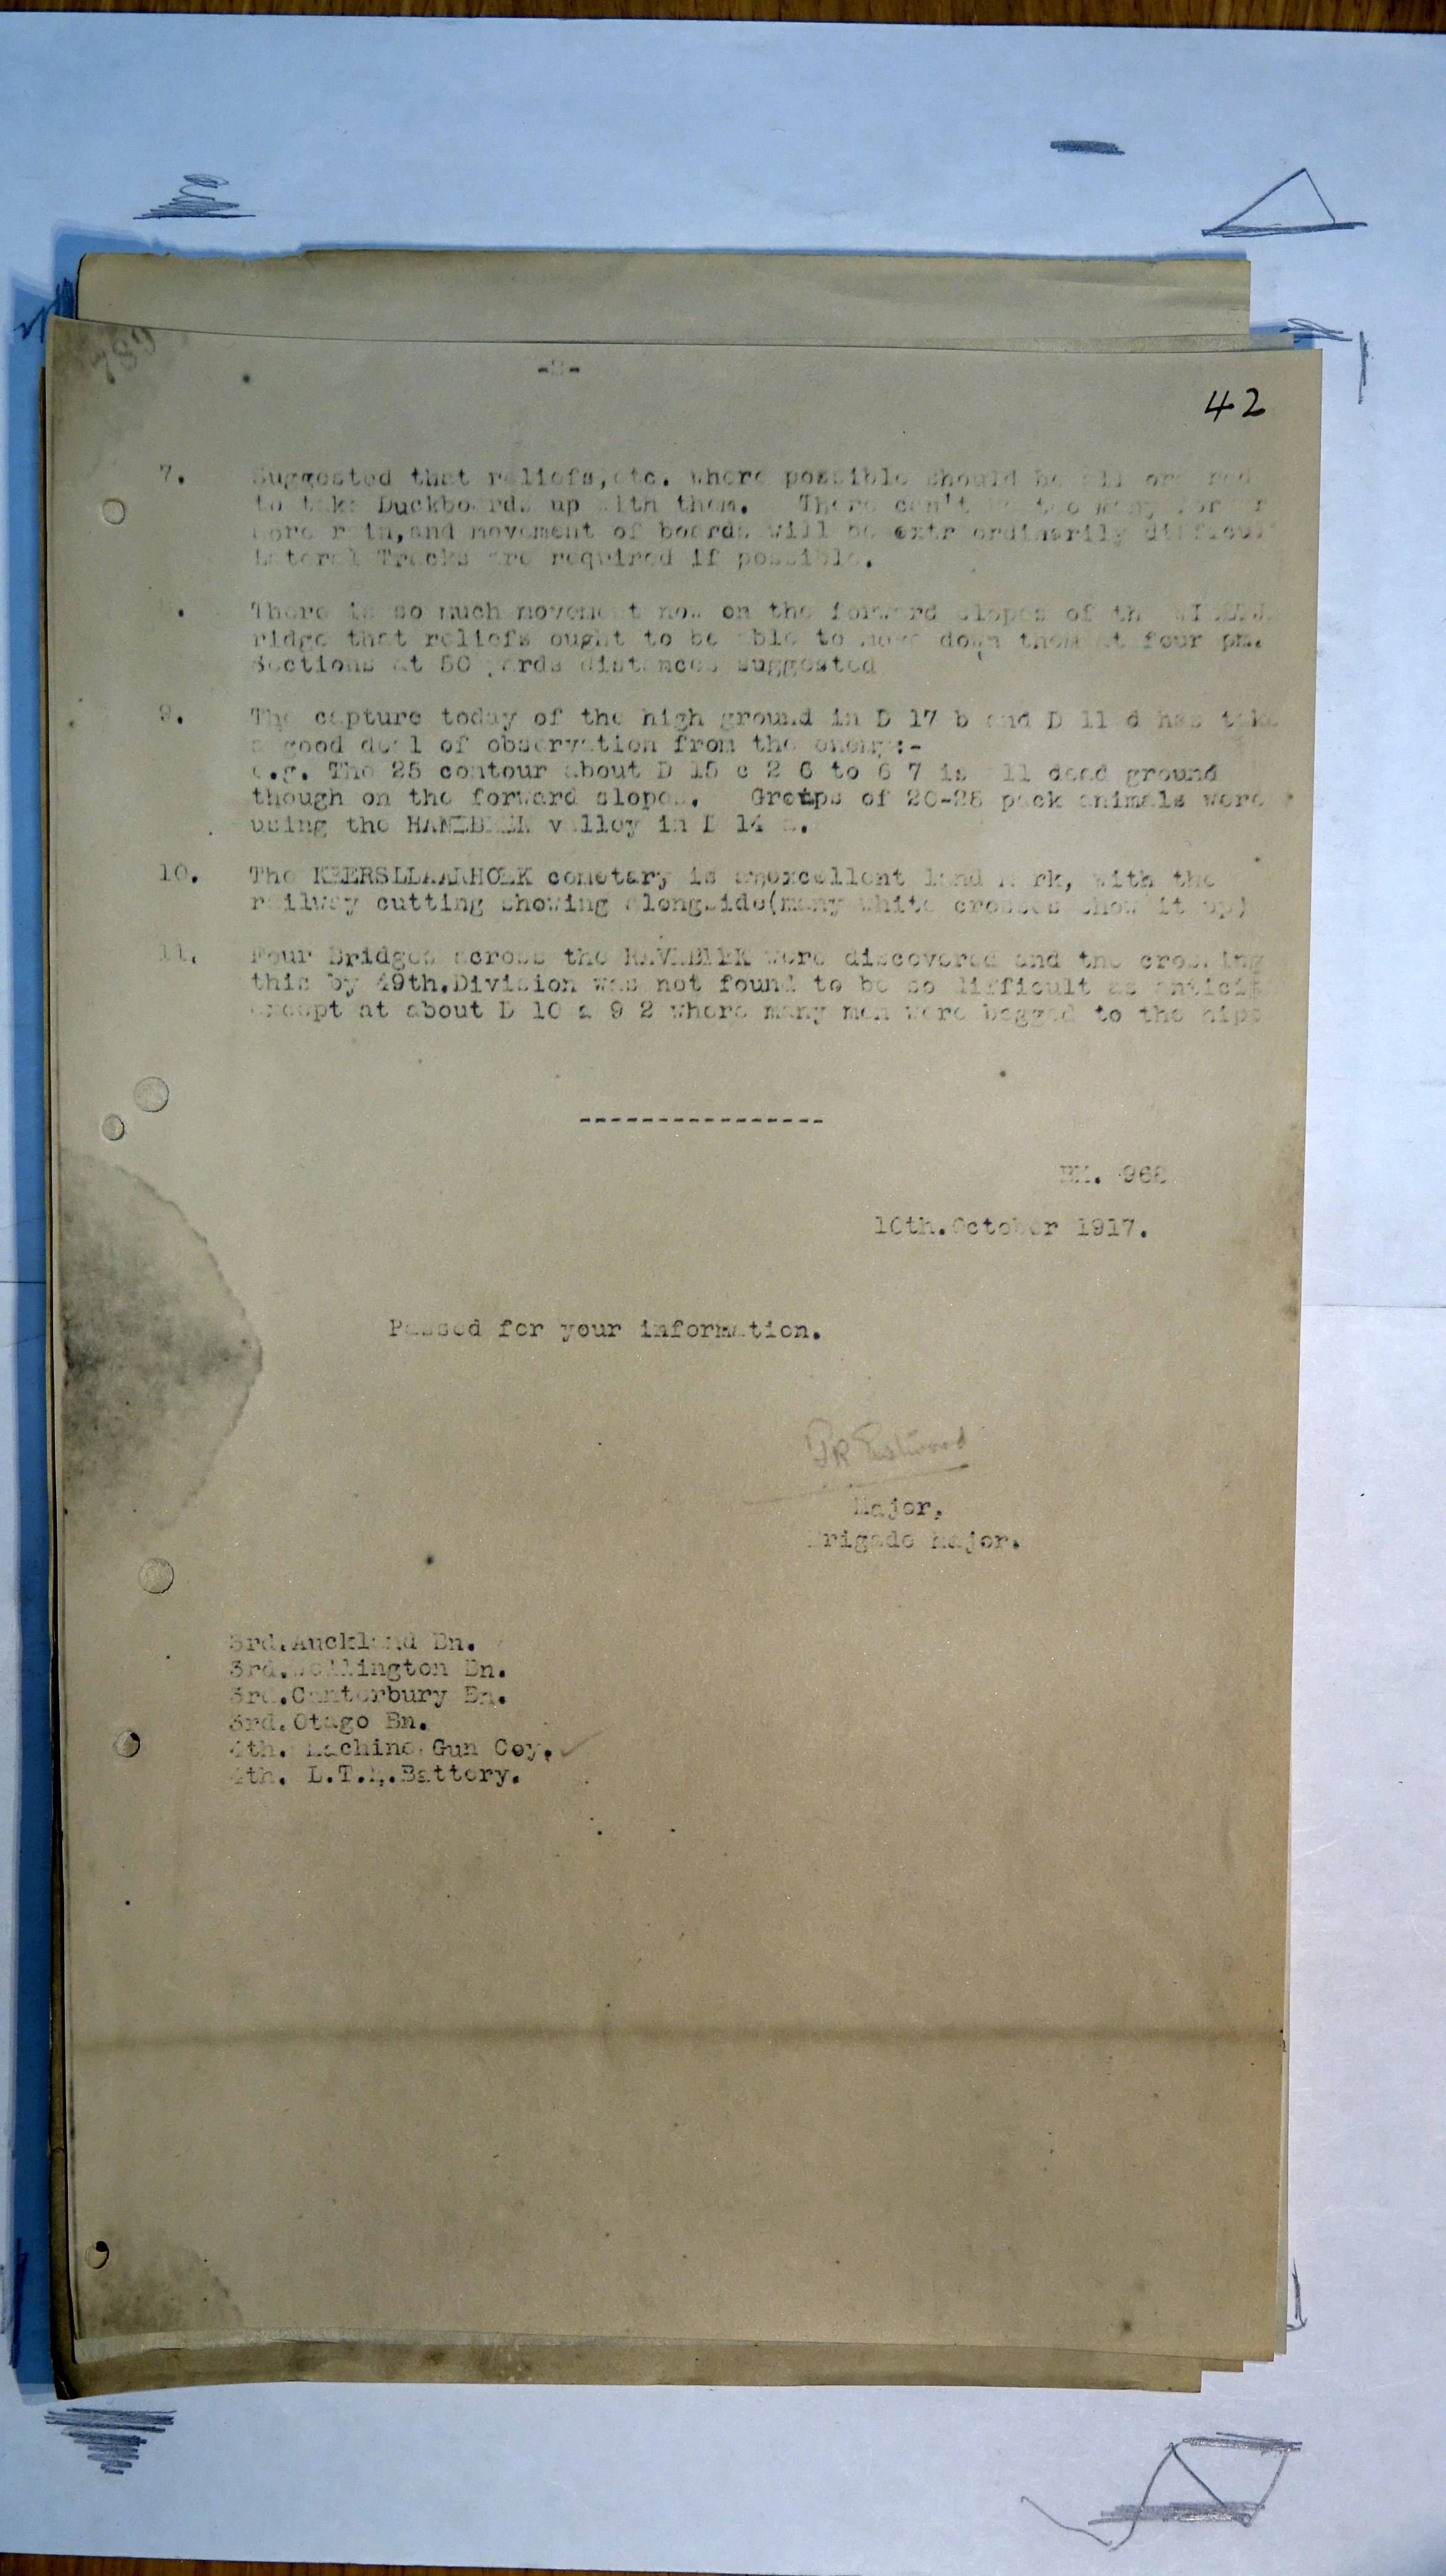 789
-2-
42
7. Suggested that reliefs,etc. where possible should be all
to take Duckboards up with them. There can't be too many for
more rain,and movement of boards will be extraordinarily difficul
Lateral Tracks are required if possible.
There is so much movement now on the forward slopes of the
ridge that reliefs ought to be able to move down them at four pm.
Sections at 50 yards distances suggested
9. The capture today of the high ground in D 17 b and D 11 d has take
a good deal of observation from the enemy:-
e.g. The 25 contour about D 15 c 2 6 to 6 7 is all dead ground
though on the forward slopes. Groups of 20-25 pack animals were
using the HANEBEEK valley in D 14
10. The KEERSELAARHOEK cemetary is anexcellent land mark, with the
railway cutting showing alongside(many white crosses show it up)
11. Four Bridges across the RAVEBEEK were discovered and the crossing
this by 49th.Division was not found to be so difficult as anticip
except at about D 10 a 9 2 where many men were bogged to the hips
----------------
BM. 968
10th.October 1917.
Passed for your information.
Major,
Brigade Major.
3rd.Auckland Bn.
3rd.Wellington Bn.
3rd.Canterbury Bn.
3rd.Otago Bn.
4th. Machine Gun Coy.
4th. L.T.M.Battery.